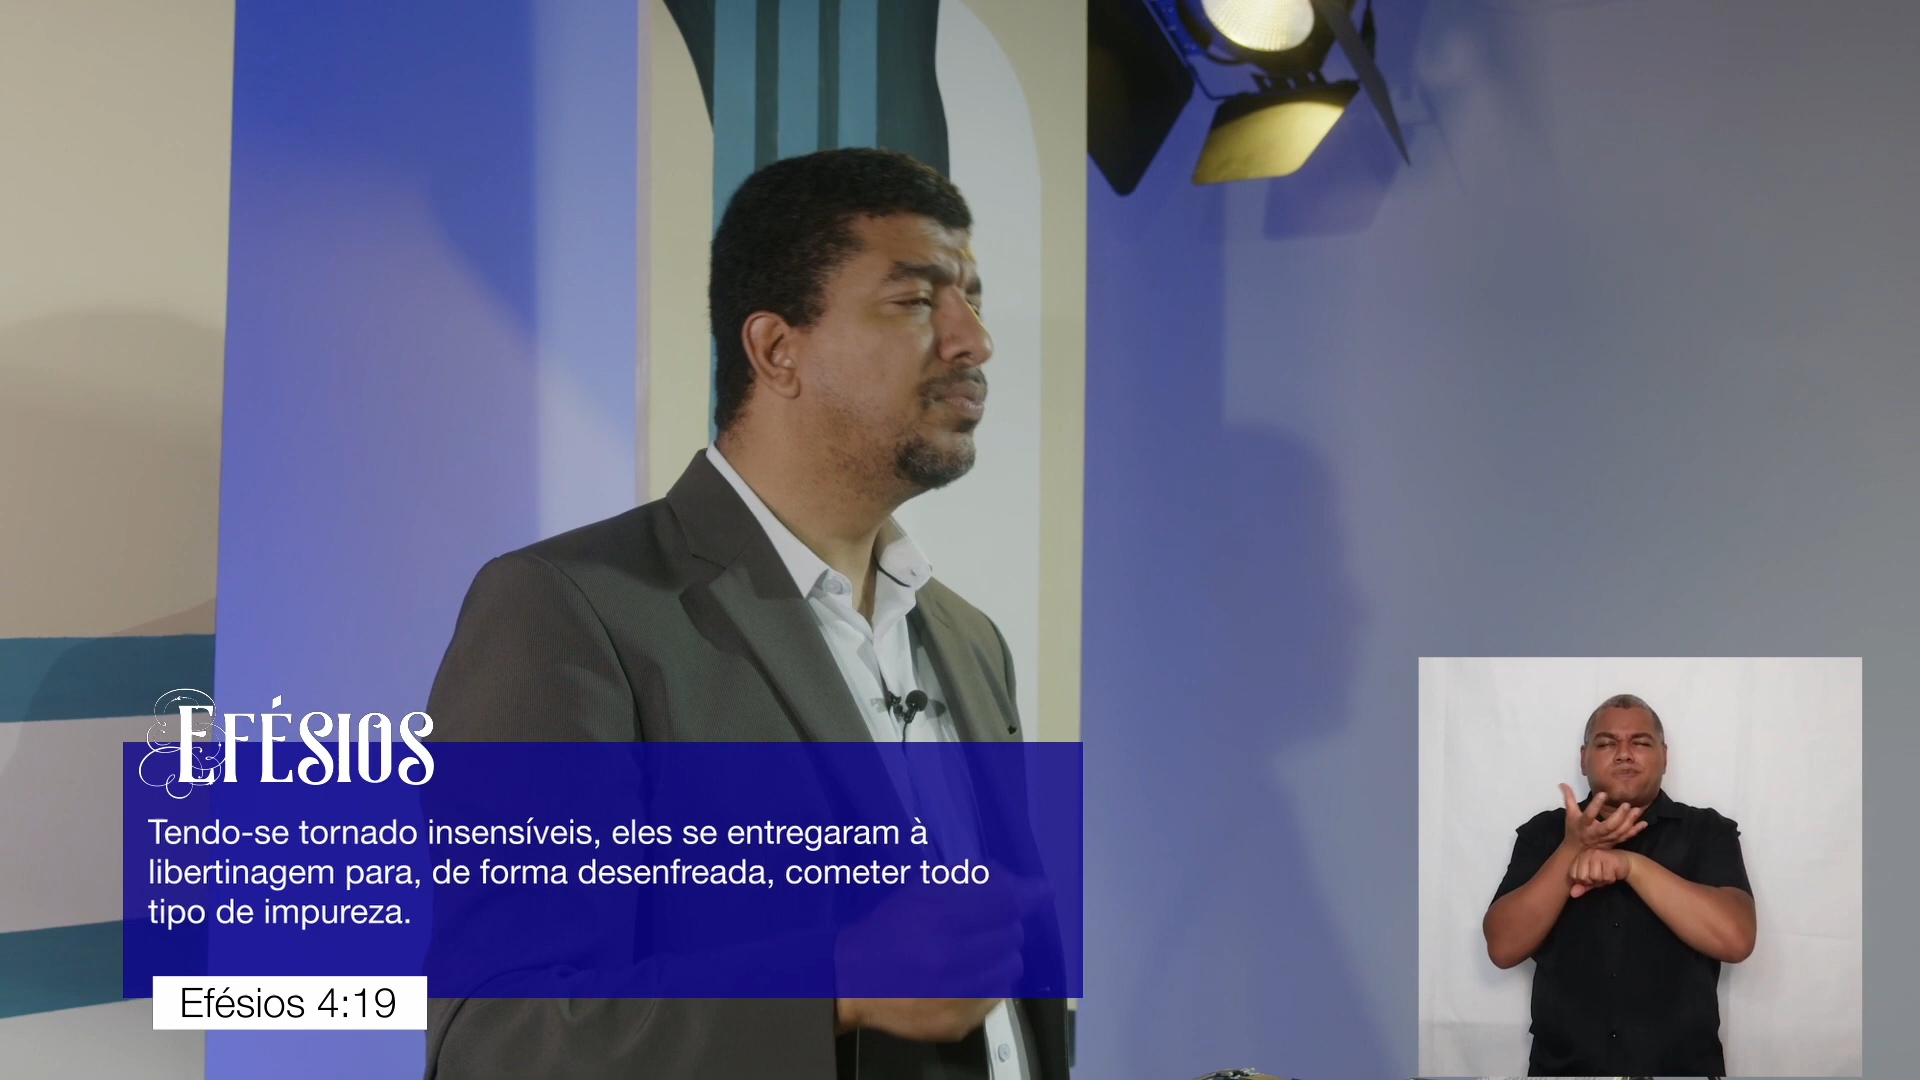 Efésios
Tendo-se tornado insensíveis, eles se entregaram à
libertinagem para, de forma desenfreada, cometer todo
tipo de impureza.
Efésios 4:19